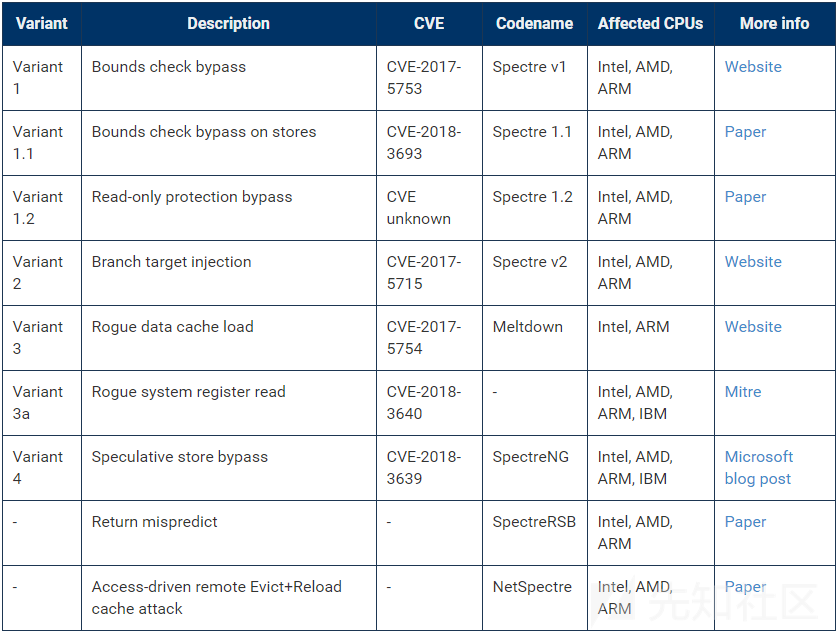 Variant Description CVE Codename Affected CPUs More info
Variant Bounds check bypass CVE-2017- Spectre v1 Intel, AMD, Website
1 5753 ARM
Variant Bounds check bypass on stores CVE-2018- Spectre 1.1 Intel, AMD, Paper
1.1 3693 ARM
Variant Read-only protection bypass CVE Spectre 1.2 Intel, AMD, Paper
1.2 unknown ARM
Variant Branch target injection CVE-2017- Spectre v2 Intel, AMD, Website
2 5715 ARM
Variant Rogue data cache load CVE-2017- Meltdown Intel, ARM Website
3 5754
Variant Rogue system register read CVE-2018- - Intel, AMD, Mitre
3a 3640 ARM, IBM
Variant Speculative store bypass CVE-2018- SpectreNG Intel, AMD, Microsoft
4 3639 ARM, IBM blog post
- Return mispredict - SpectreRSB Intel, AMD, Paper
ARM
- Access-driven remote Evict+Reload - NetSpectre Intel, AMD, Paper
cache attack ARM
先知社区